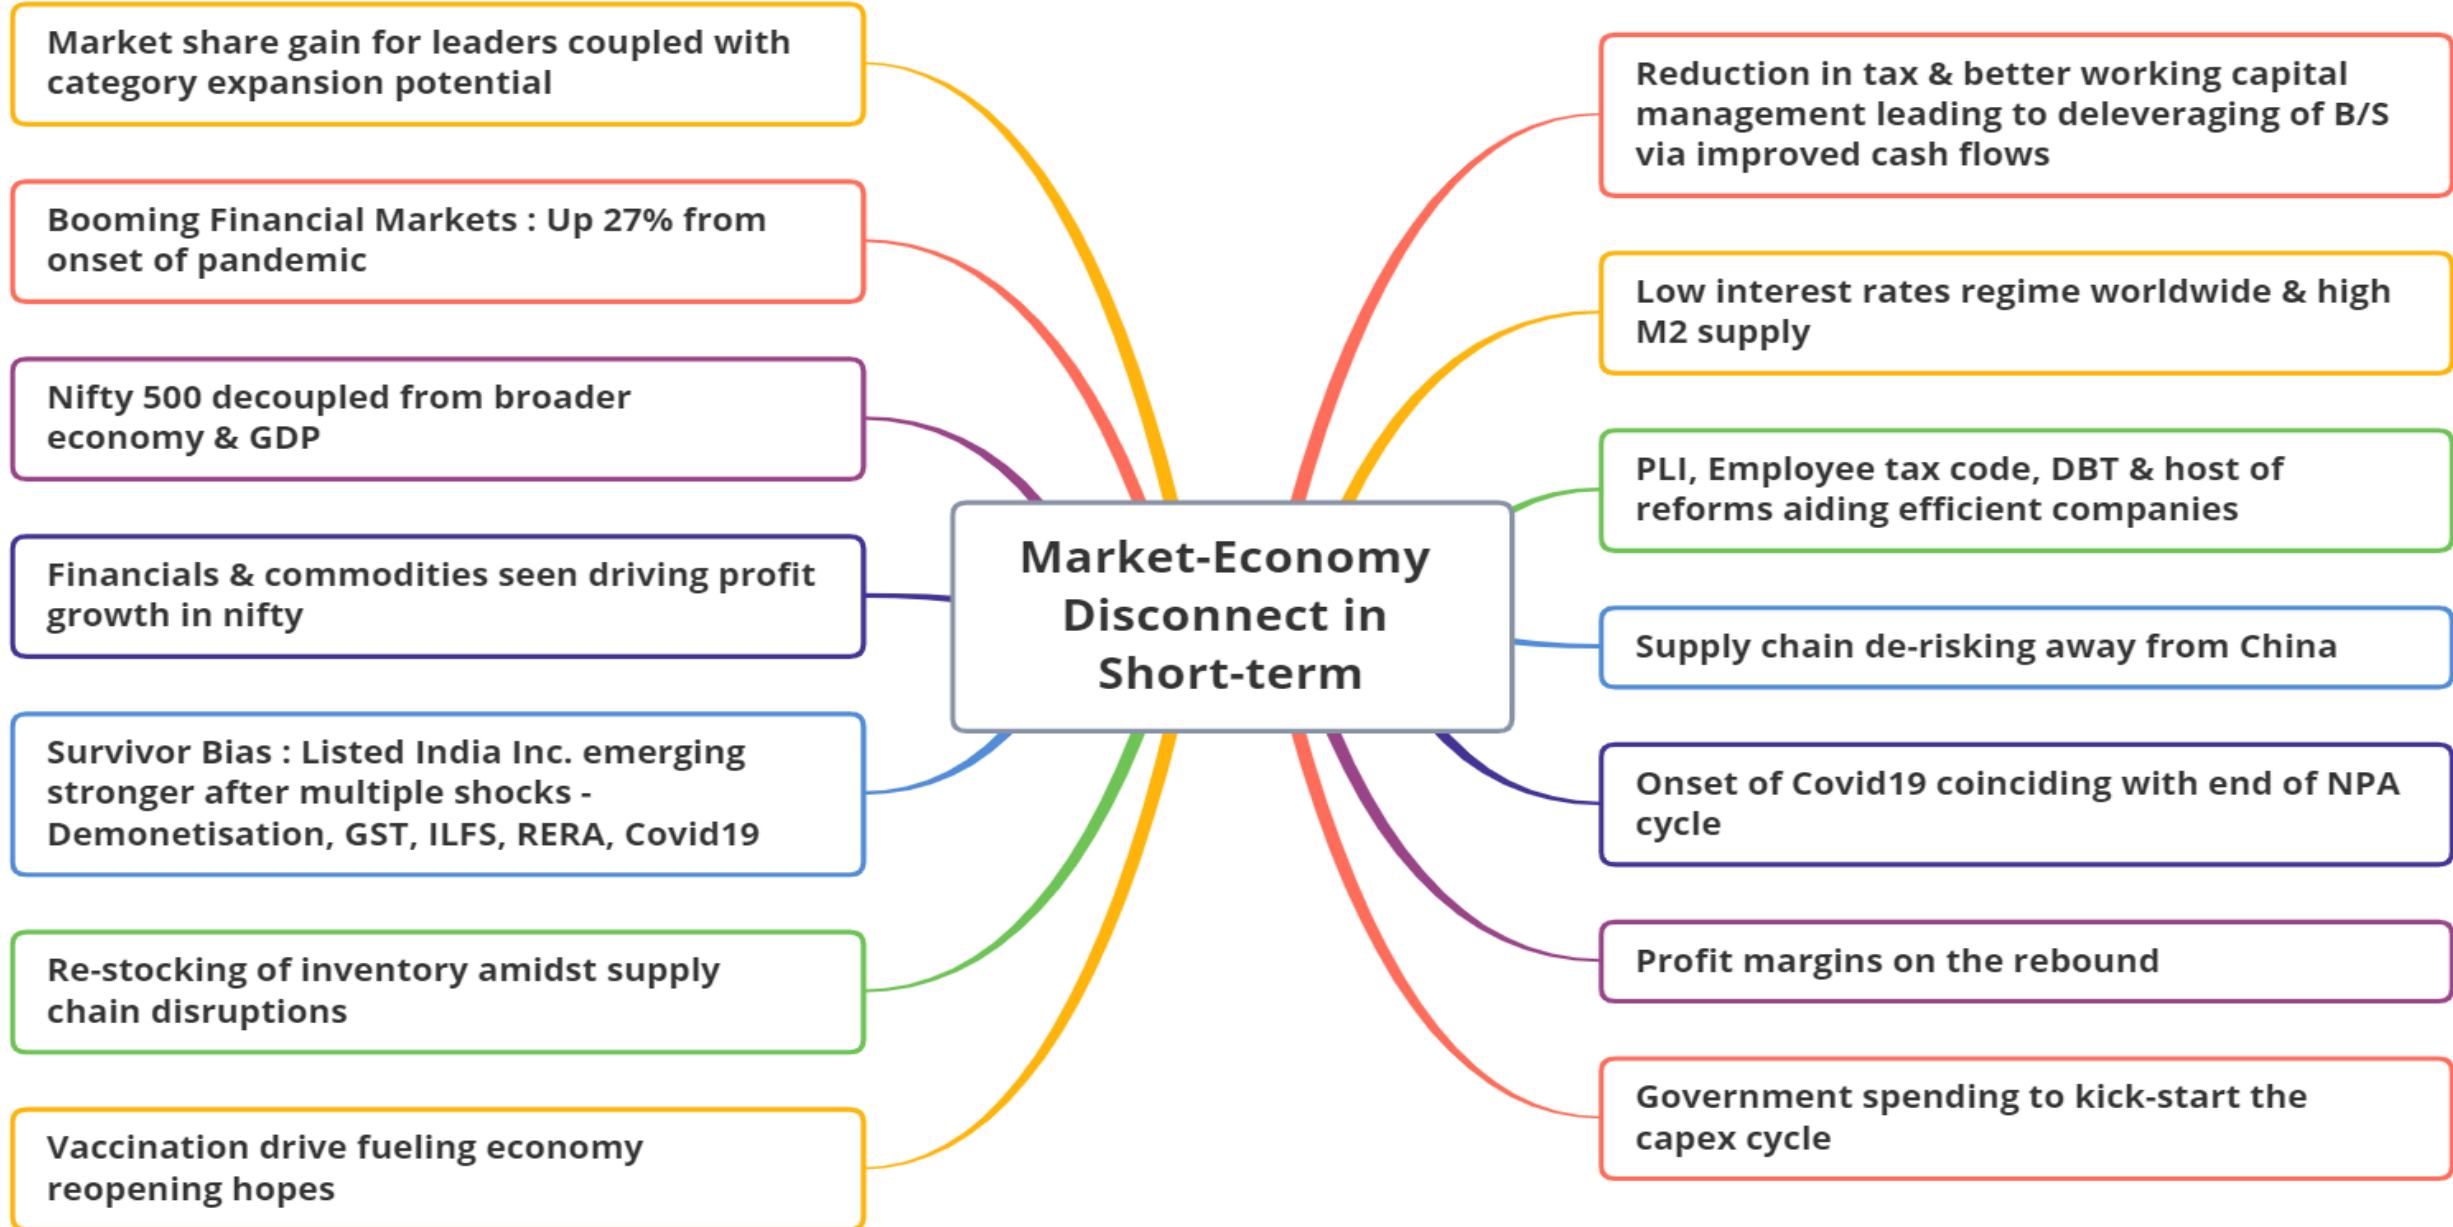 Market share gain for leaders coupled with
category expansion potential
Booming Financial Markets : Up 27% from
onset of pandemic
Nifty 500 decoupled from broader
economy & GDP
Financials & commodities seen driving profit
growth in nifty
Survivor Bias : Listed India Inc. emerging
stronger after multiple shocks -
Demonetisation, GST, ILFS, RERA, Covid19
Re-stocking of inventory amidst supply
chain disruptions
Vaccination drive fueling economy
reopening hopes
Market-Economy
Disconnect in
Short-term
Reduction in tax & better working capital
management leading to deleveraging of B/S
via improved cash flows
Low interest rates regime worldwide & high
M2 supply
PLI, Employee tax code, DBT & host of
reforms aiding efficient companies
Supply chain de-risking away from China
Onset of Covid19 coinciding with end of NPA
cycle
Profit margins on the rebound
Government spending to kick-start the
capex cycle